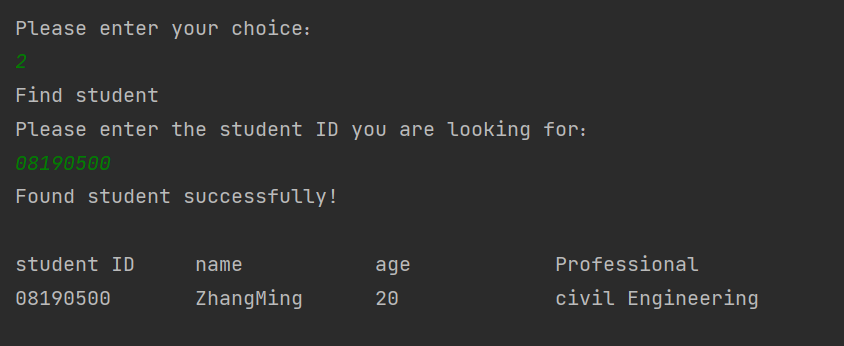 Please enter your choice:
2
Find student
Please enter the student ID you are looking for:
08190500
Found student successfully!
student ID name age Professional
08190500 ZhangMing 20 civil Engineering